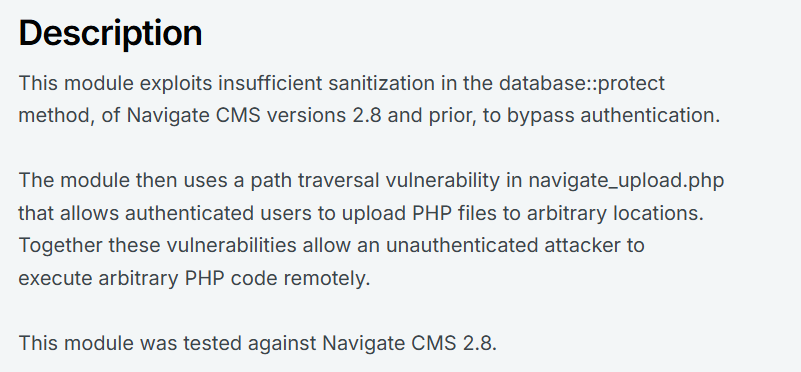 Description
This module exploits insufficient sanitization in the database::protect
method, of Navigate CMS versions 2.8 and prior, to bypass authentication.
The module then uses a path traversal vulnerability in navigate_upload.php
that allows authenticated users to upload PHP files to arbitrary locations.
Together these vulnerabilities allow an unauthenticated attacker to
execute arbitrary PHP code remotely.
This module was tested against Navigate CMS 2.8.